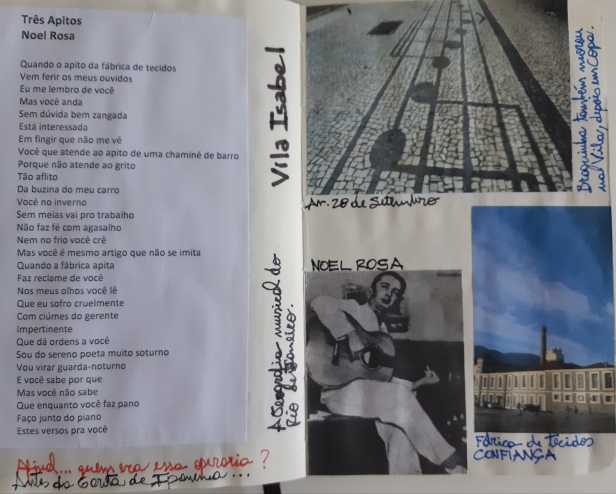 Três Apitos
Noel Rosa
Quando o apito da fábrica de tecidos
Vem ferir os meus ouvidos
Eu me lembro de você
Mas você anda
Sem dúvida bem zangada
Está interessada
Em fingir que não me vê
Você que atende ao apito de uma chaminé de barro
Porque não atende ao grito
Tão aflito
Da buzina do meu carro
Você no inverno
Sem meias vai pro trabalho
Não faz fé com agasalho
Nem no frio você crê
Mas você é mesmo artigo que não se imita
Quando a fábrica apita
Faz reclame de você
Nos meus olhos você lê
Que eu sofro cruelmente
Com ciúmes do gerente
Impertinente
Que dá ordens a você
Sou do sereno poeta muito soturno
Vou virar guarda-noturno
E você sabe por que
Mas você não sabe
Que enquanto você faz pano
Faço junto do piano
Estes versos pra você
Afinal... quem era essa operaria ?
Antes da Garota de Ipanema...
Vila Isabel
musical do
Rio de Janeiro.
Av. 28 de Setembro
Braguinha também morou
na Vila, depois em Copa.
NOEL ROSA
Fábrica de Tecidos
CONFIANÇA